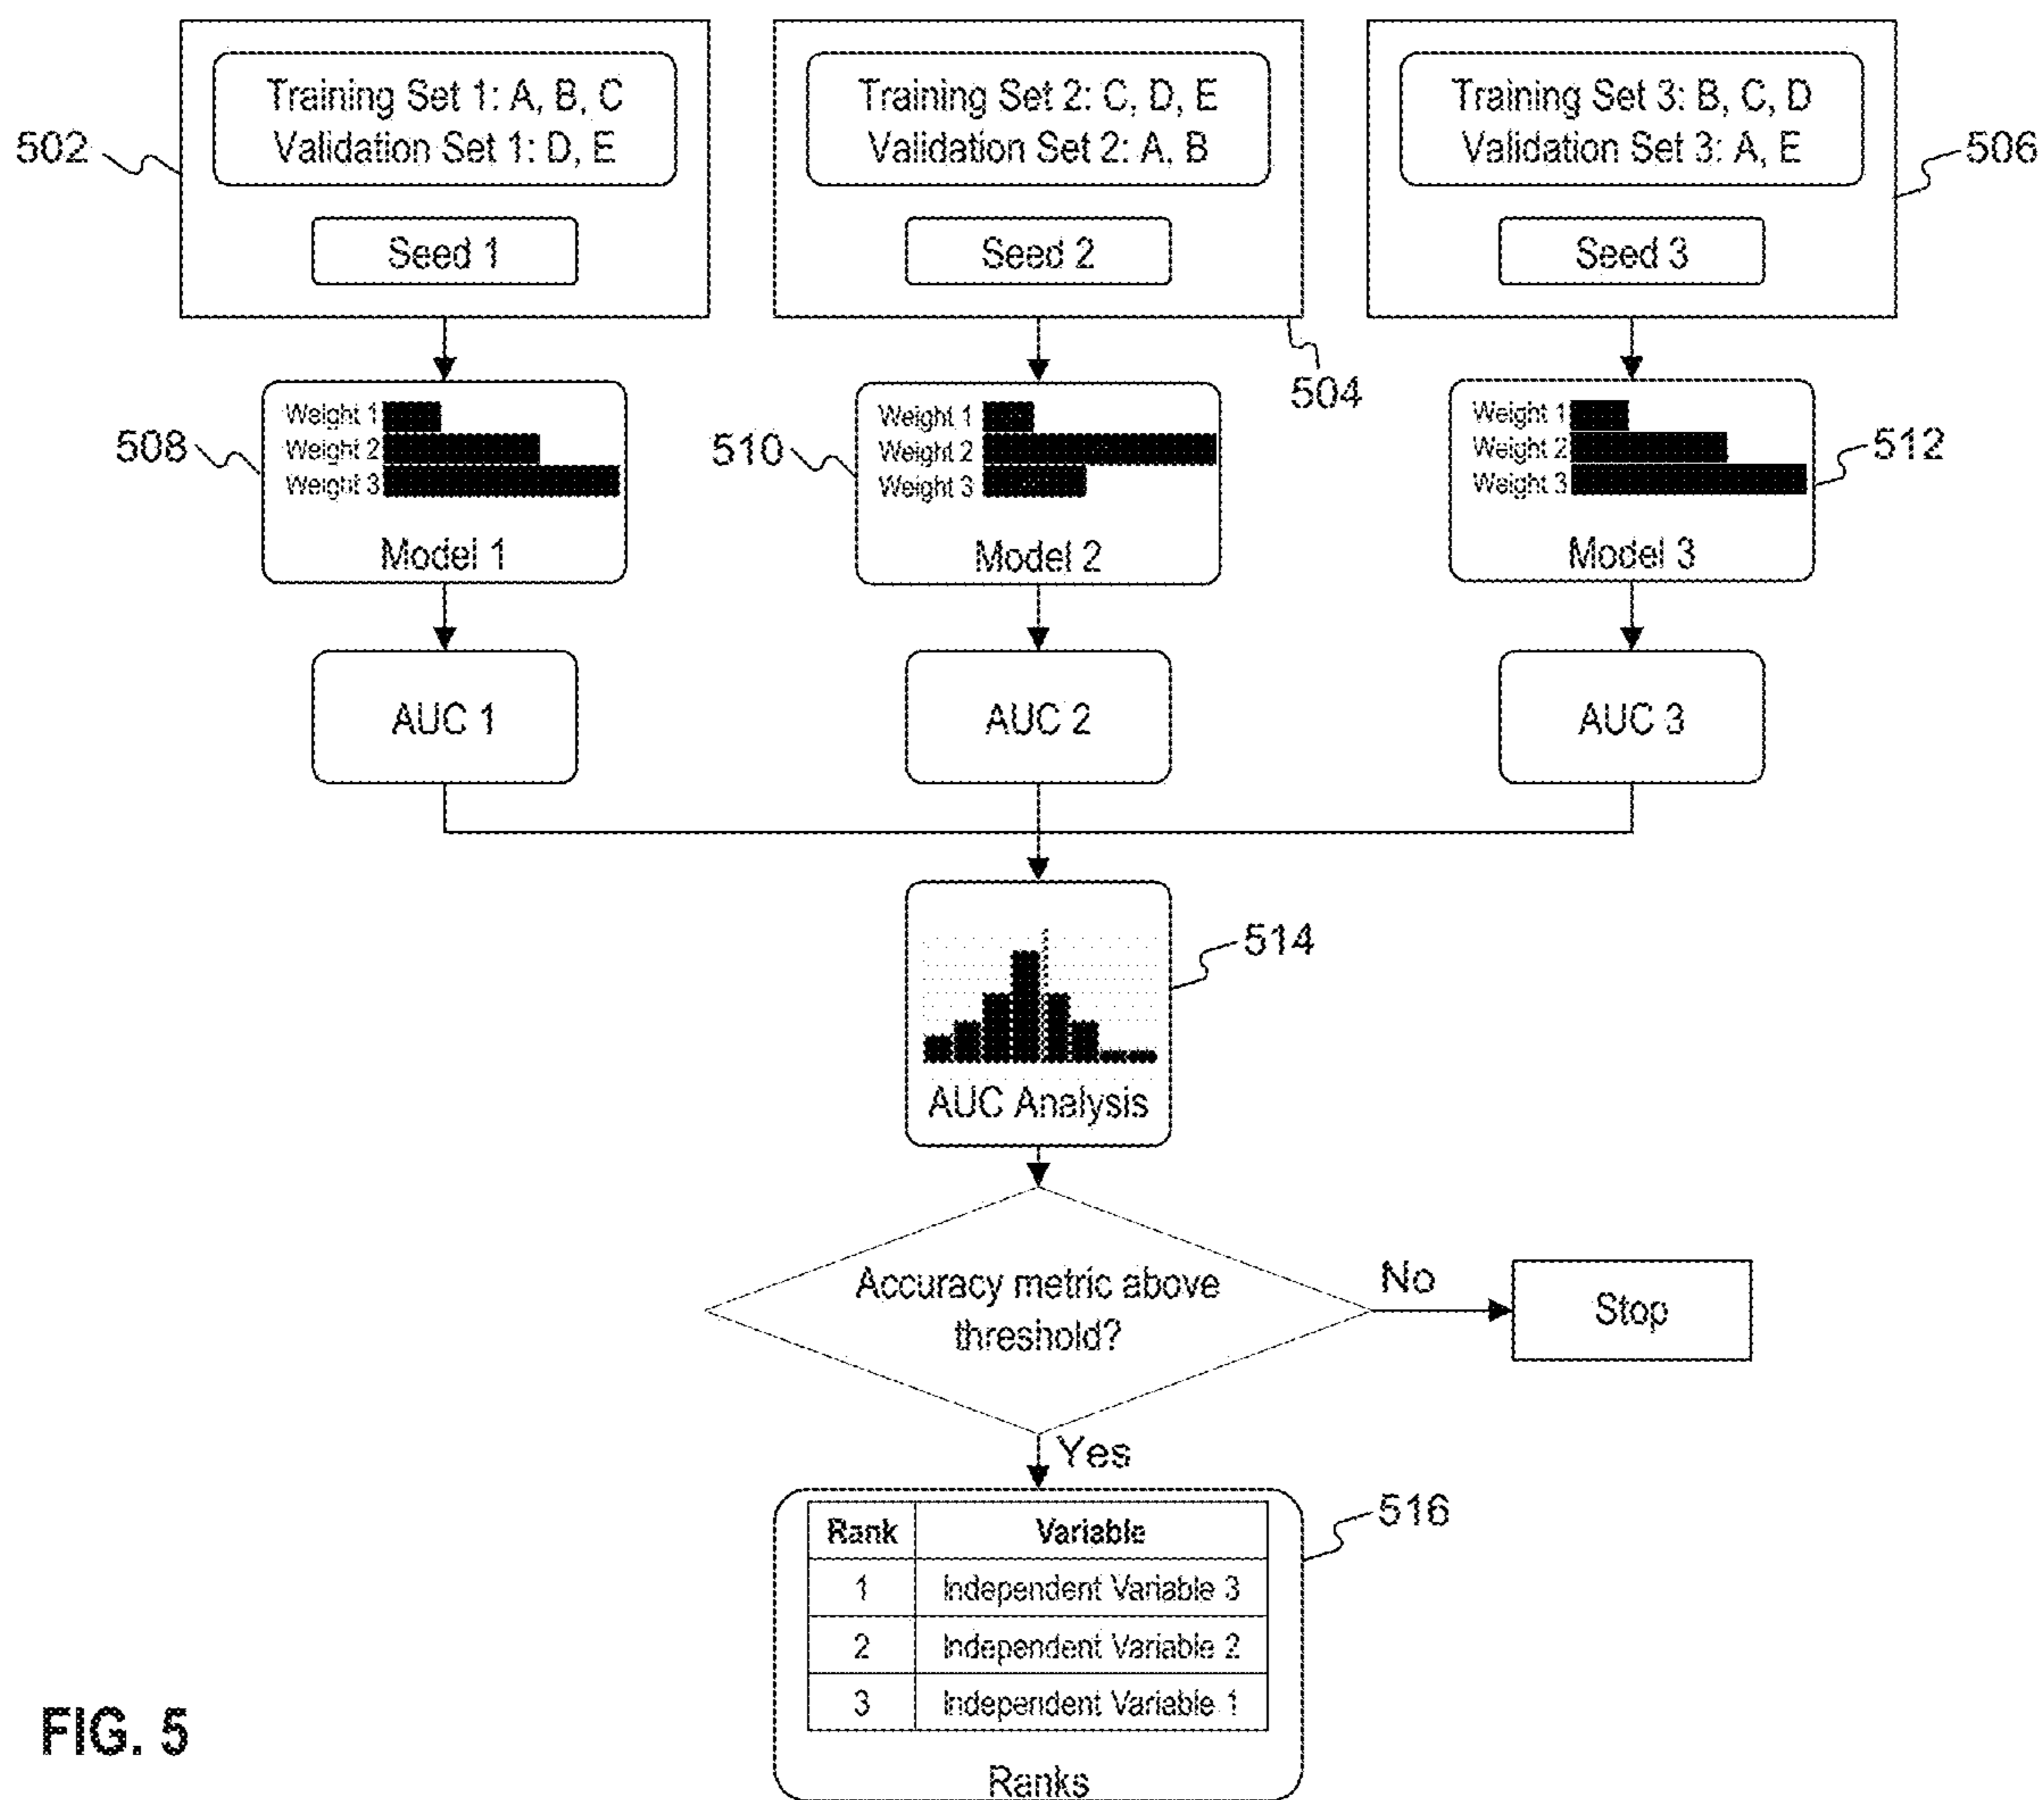 Training Set 1: A, B, C
Validation Set 1: D, E
Seed 1
502
Training Set 2: C, D, E
Validation Set 2: A, B
Seed 2
504
Training Set 3: B, C, D
Validation Set 3: A, E
Seed 3
506
Weight 1
Weight 2
Weight 3
Model 1
508
Weight 1
Weight 2
Weight 3
Model 2
510
Weight 1
Weight 2
Weight 3
Model 3
512
AUC 1
AUC 2
AUC 3
AUC Analysis
514
Accuracy metric above
threshold?
No
Stop
Yes
Rank Variable
1 Independent Variable 3
2 Independent Variable 2
3 Independent Variable 1
Ranks
516
FIG. 5